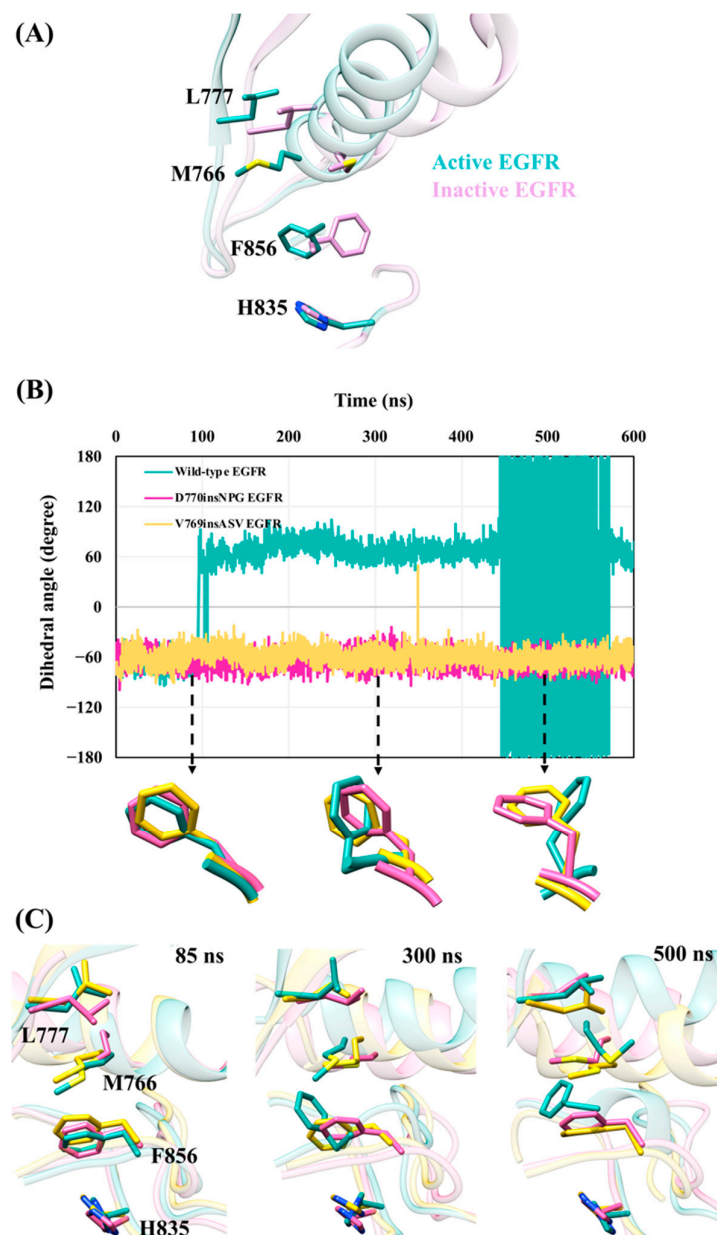 (A)
L777
M766
Active EGFR
Inactive EGFR
F856
H835
(B)
Time (ns)
0 100 200 300 400 500 600
Dihedral angle (degree)
180
120
60
0
−60
−120
−180
Wild-type EGFR
D770insNPG EGFR
V769insASV EGFR
(C)
85 ns
300 ns
500 ns
L777
M766
F856
H835